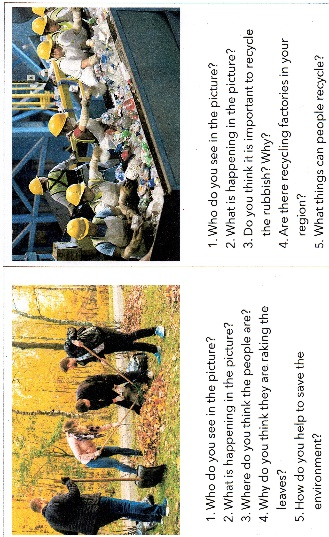 1. Who do you see in the picture?
2. What is happening in the picture?
3. Where do you think the people are?
4. Why do you think they are raking the
leaves?
5. How do you help to save the
environment?
1. Who do you see in the picture?
2. What is happening in the picture?
3. Do you think it is important to recycle
the rubbish? Why?
4. Are there recycling factories in your
region?
5. What things can people recycle?